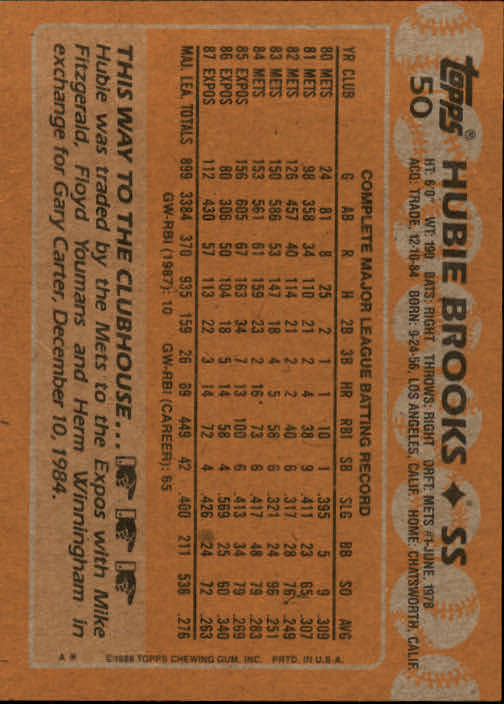 topps
50
HUBIE BROOKS ✦ SS
HT: 6'0" WT: 190 BATS: RIGHT THROWS: RIGHT DRFT: METS #1-JUNE, 1978
ACQ: TRADE, 12-10-84 BORN: 9-24-56, LOS ANGELES, CALIF. HOME: CHATSWORTH, CALIF.
COMPLETE MAJOR LEAGUE BATTING RECORD
YR CLUB G AB R H 2B 3B HR RBI SB SLG BB SO AVG
80 METS 24 81 8 25 2 1 1 10 1 .395 5 9 .309
81 METS 98 358 34 110 21 2 4 38 9 .411 23 65 .307
82 METS 126 457 40 114 21 2 2 40 6 .317 28 76 .249
83 METS 150 586 53 147 18 4 5 58 6 .321 24 96 .251
84 METS 153 561 61 159 23 2 16 73 6 .417 48 79 .283
85 EXPOS 156 605 67 163 34 7 13 100 6 .413 34 79 .269
86 EXPOS 80 306 50 104 18 5 14 58 4 .569 25 60 .340
87 EXPOS 112 430 57 113 22 3 14 72 4 .426 24 72 .263
MAJ. LEA. TOTALS 899 3384 370 935 159 26 69 449 42 .400 211 536 .276
GW-RBI (1987): 10 GW-RBI (CAREER): 65
THIS WAY TO THE CLUBHOUSE...
Hubie was traded by the Mets to the Expos with Mike
Fitzgerald, Floyd Youmans and Herm Winningham in
exchange for Gary Carter, December 10, 1984.
A* ©1988 TOPPS CHEWING GUM, INC. PRTD. IN U.S.A.